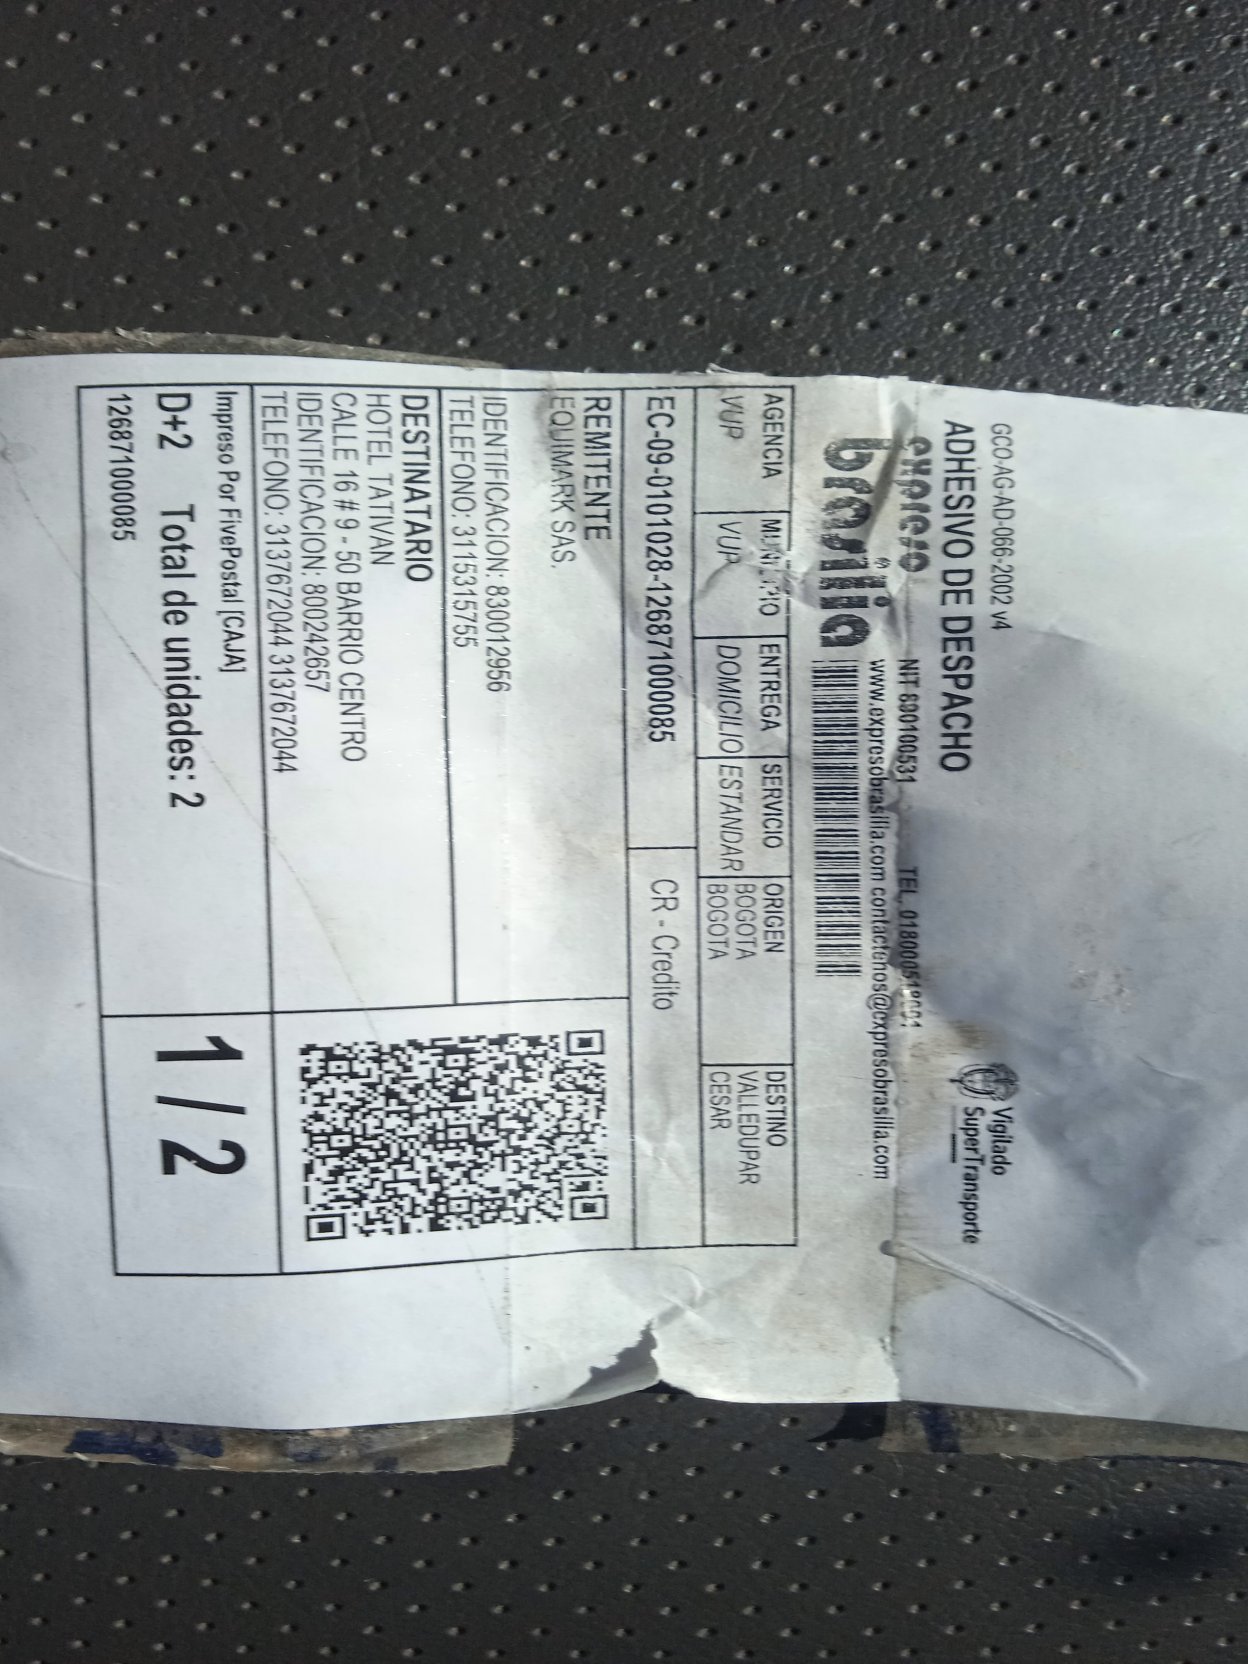 GCO-AG-AD-066-2002 v4
ADHESIVO DE DESPACHO
Vigilado
SuperTransporte
expreso
brasilia
NIT 890100531 TEL
www.expresobrasilia.com contactenos@expresobrasilia.com
AGENCIA ENTREGA SERVICIO ORIGEN DESTINO
VUP VUP DOMICILIO ESTANDAR BOGOTA VALLEDUPAR
BOGOTA CESAR
EC-09-0101028-126871000085 CR - Credito
REMITENTE
EQUIMARK SAS.
IDENTIFICACION: 830012956
TELEFONO: 3115315755
DESTINATARIO
HOTEL TATIVAN
CALLE 16 # 9 - 50 BARRIO CENTRO
IDENTIFICACION: 800242657
TELEFONO: 3137672044 3137672044
Impreso Por FivePostal [CAJA]
D+2 Total de unidades: 2
126871000085
1 / 2